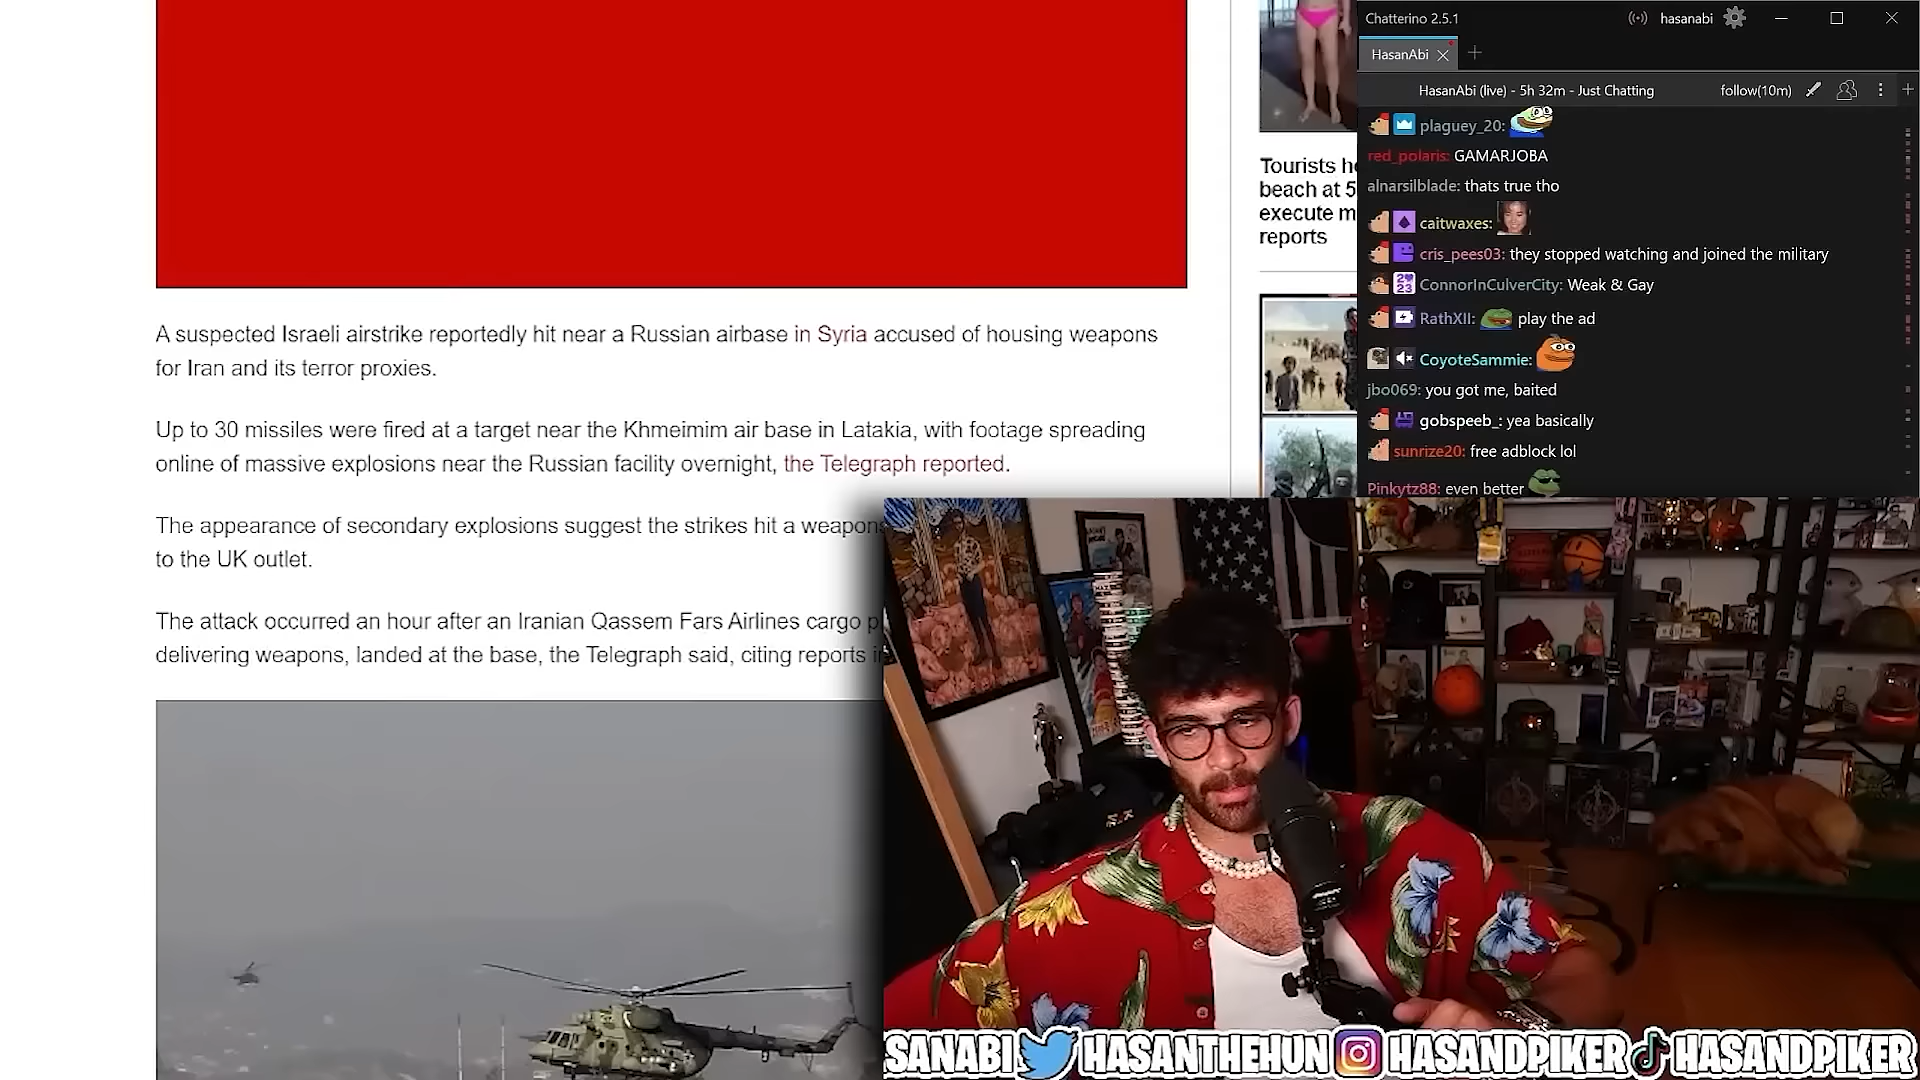 A suspected Israeli airstrike reportedly hit near a Russian airbase in Syria accused of housing weapons
for Iran and its terror proxies.
Up to 30 missiles were fired at a target near the Khmeimim air base in Latakia, with footage spreading
online of massive explosions near the Russian facility overnight, the Telegraph reported.
The appearance of secondary explosions suggest the strikes hit a weapons
to the UK outlet.
The attack occurred an hour after an Iranian Qassem Fars Airlines cargo
delivering weapons, landed at the base, the Telegraph said, citing reports
Tourists
beach at 5
execute
reports
Chatterino 2.5.1
hasanabi
HasanAbi
HasanAbi (live) - 5h 32m - Just Chatting
follow(10m)
plaguey_20:
red_polaris: GAMARJOBA
alnarsilblade: thats true tho
caitwaxes:
cris_pees03: they stopped watching and joined the military
ConnorInCulverCity: Weak & Gay
RathXII: play the ad
CoyoteSammie:
jbo069: you got me, baited
gobspeeb_: yea basically
sunrize20: free adblock lol
Pinkytz88: even better
SANABI HASANTHEHUN HASANDPIKER HASANDPIKER